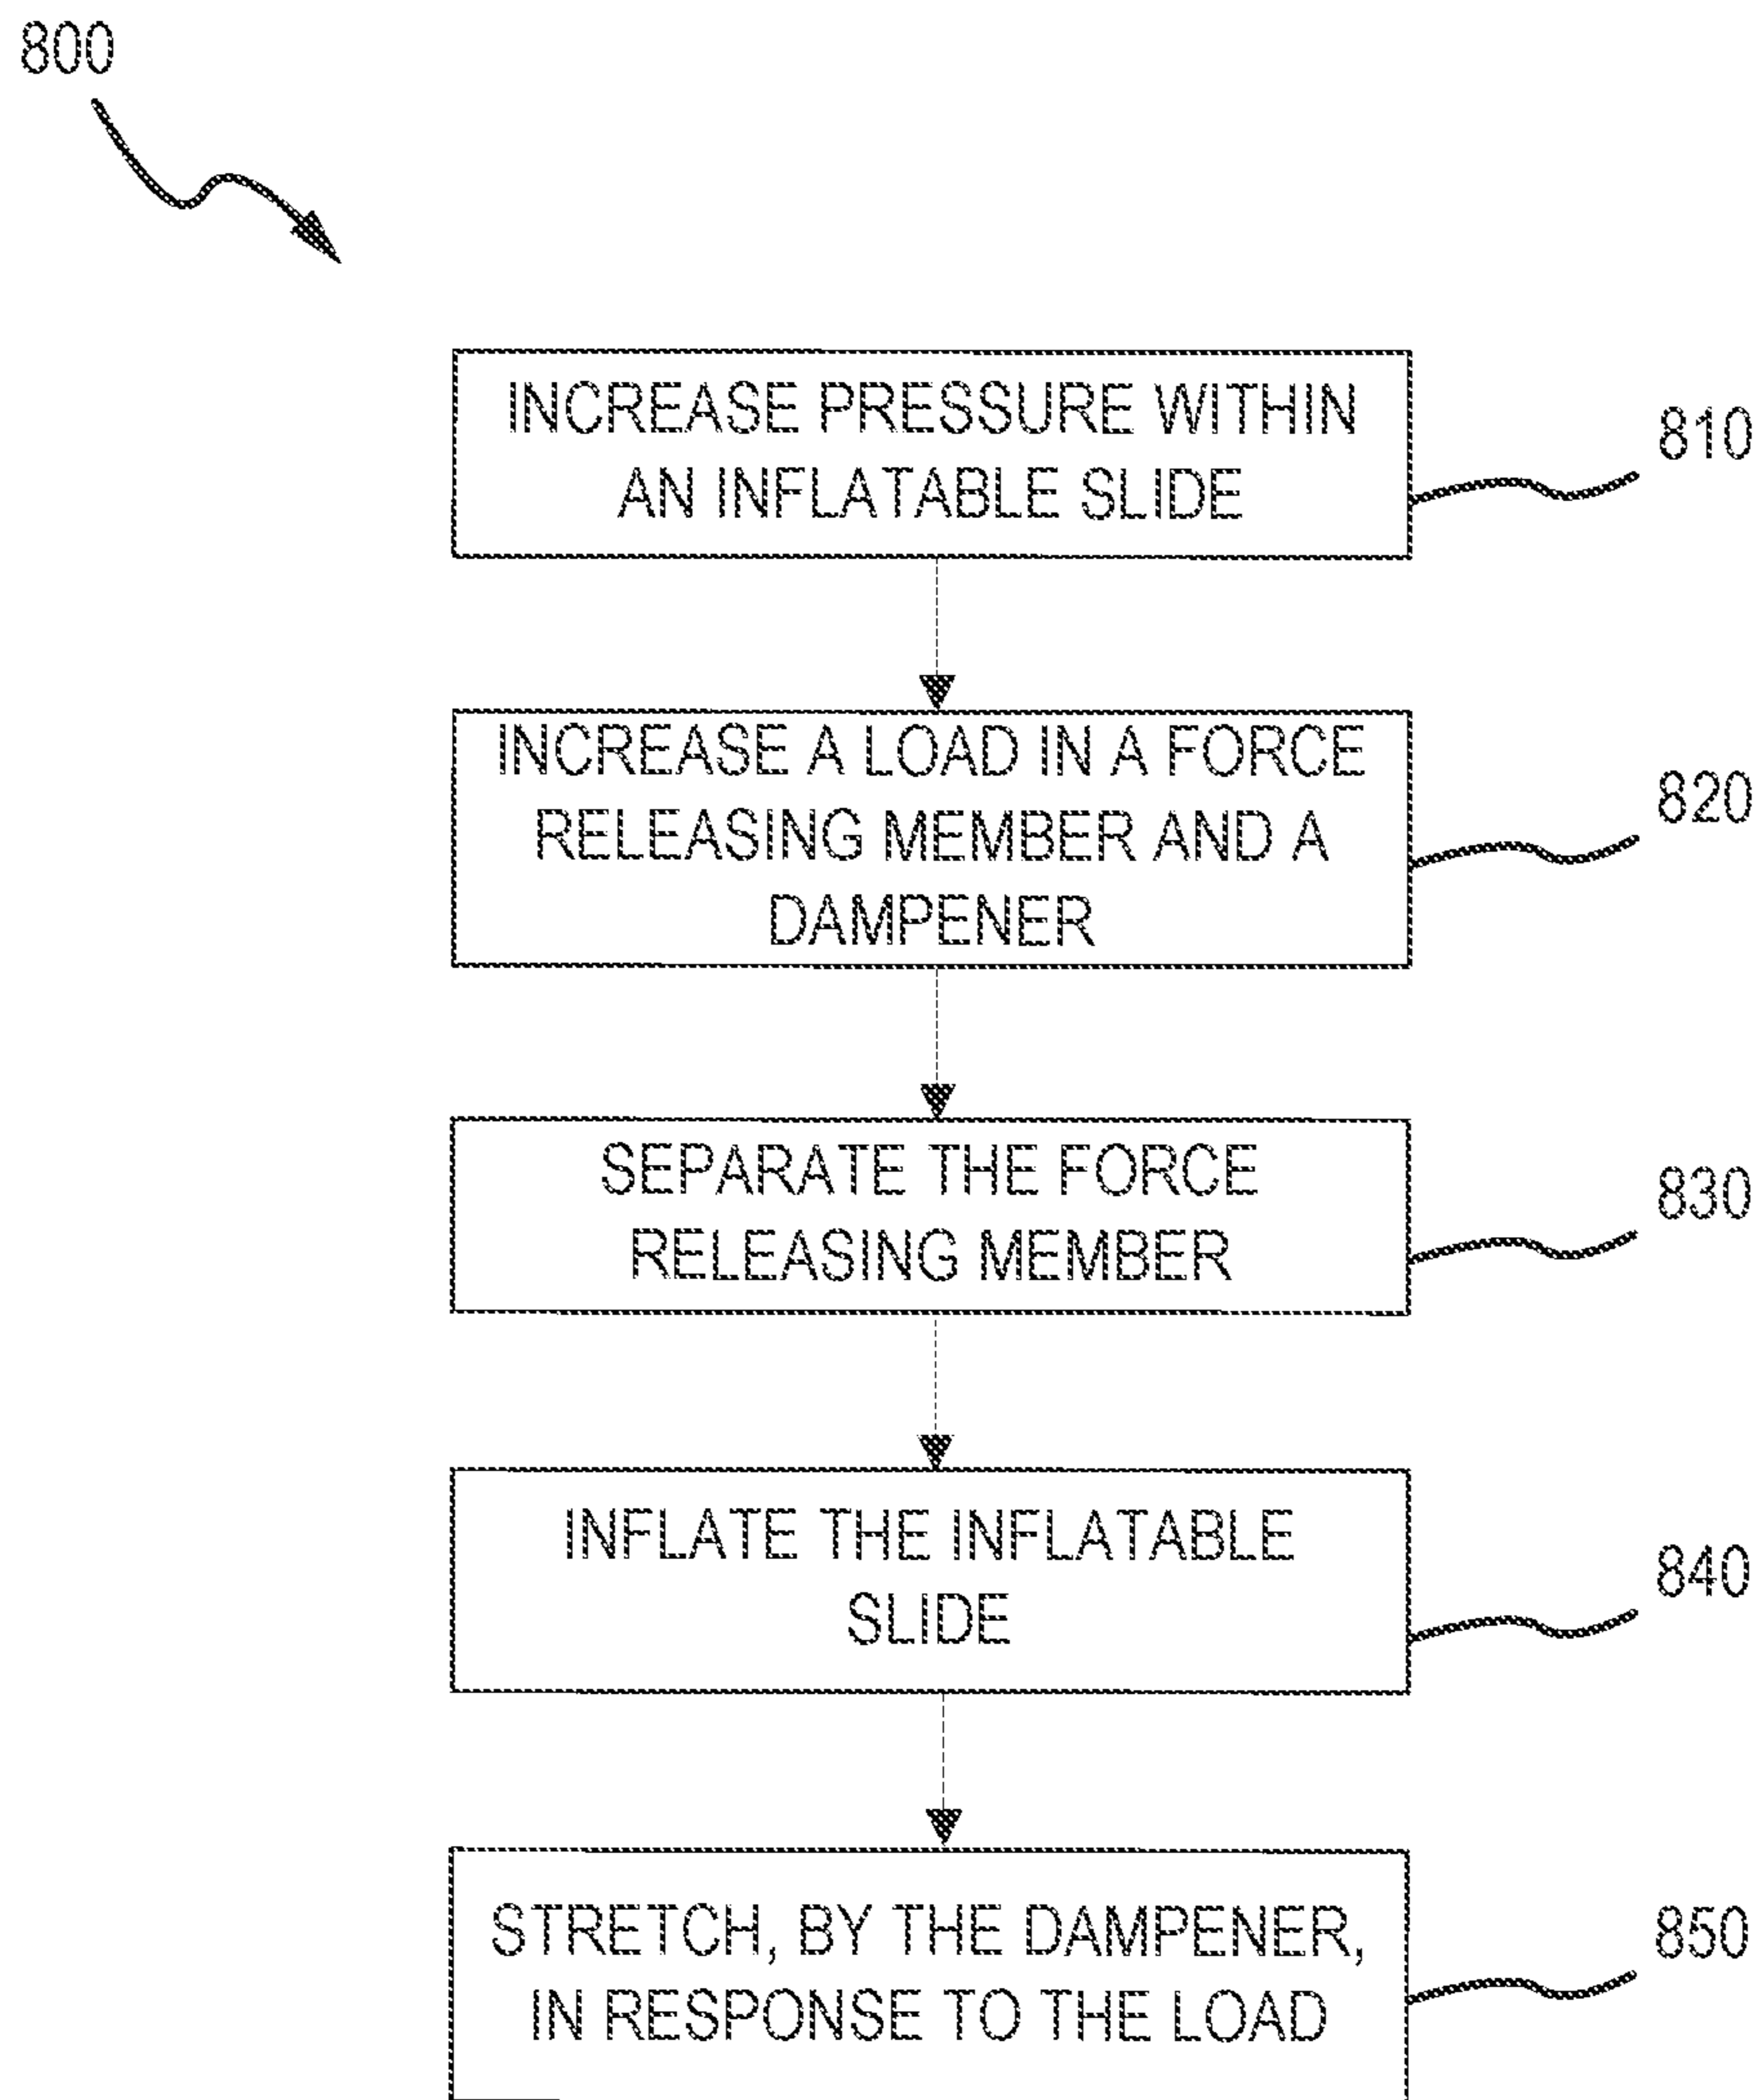 800
INCREASE PRESSURE WITHIN
AN INFLATABLE SLIDE
810
INCREASE A LOAD IN A FORCE
RELEASING MEMBER AND A
DAMPENER
820
SEPARATE THE FORCE
RELEASING MEMBER
830
INFLATE THE INFLATABLE
SLIDE
840
STRETCH, BY THE DAMPENER,
IN RESPONSE TO THE LOAD
850